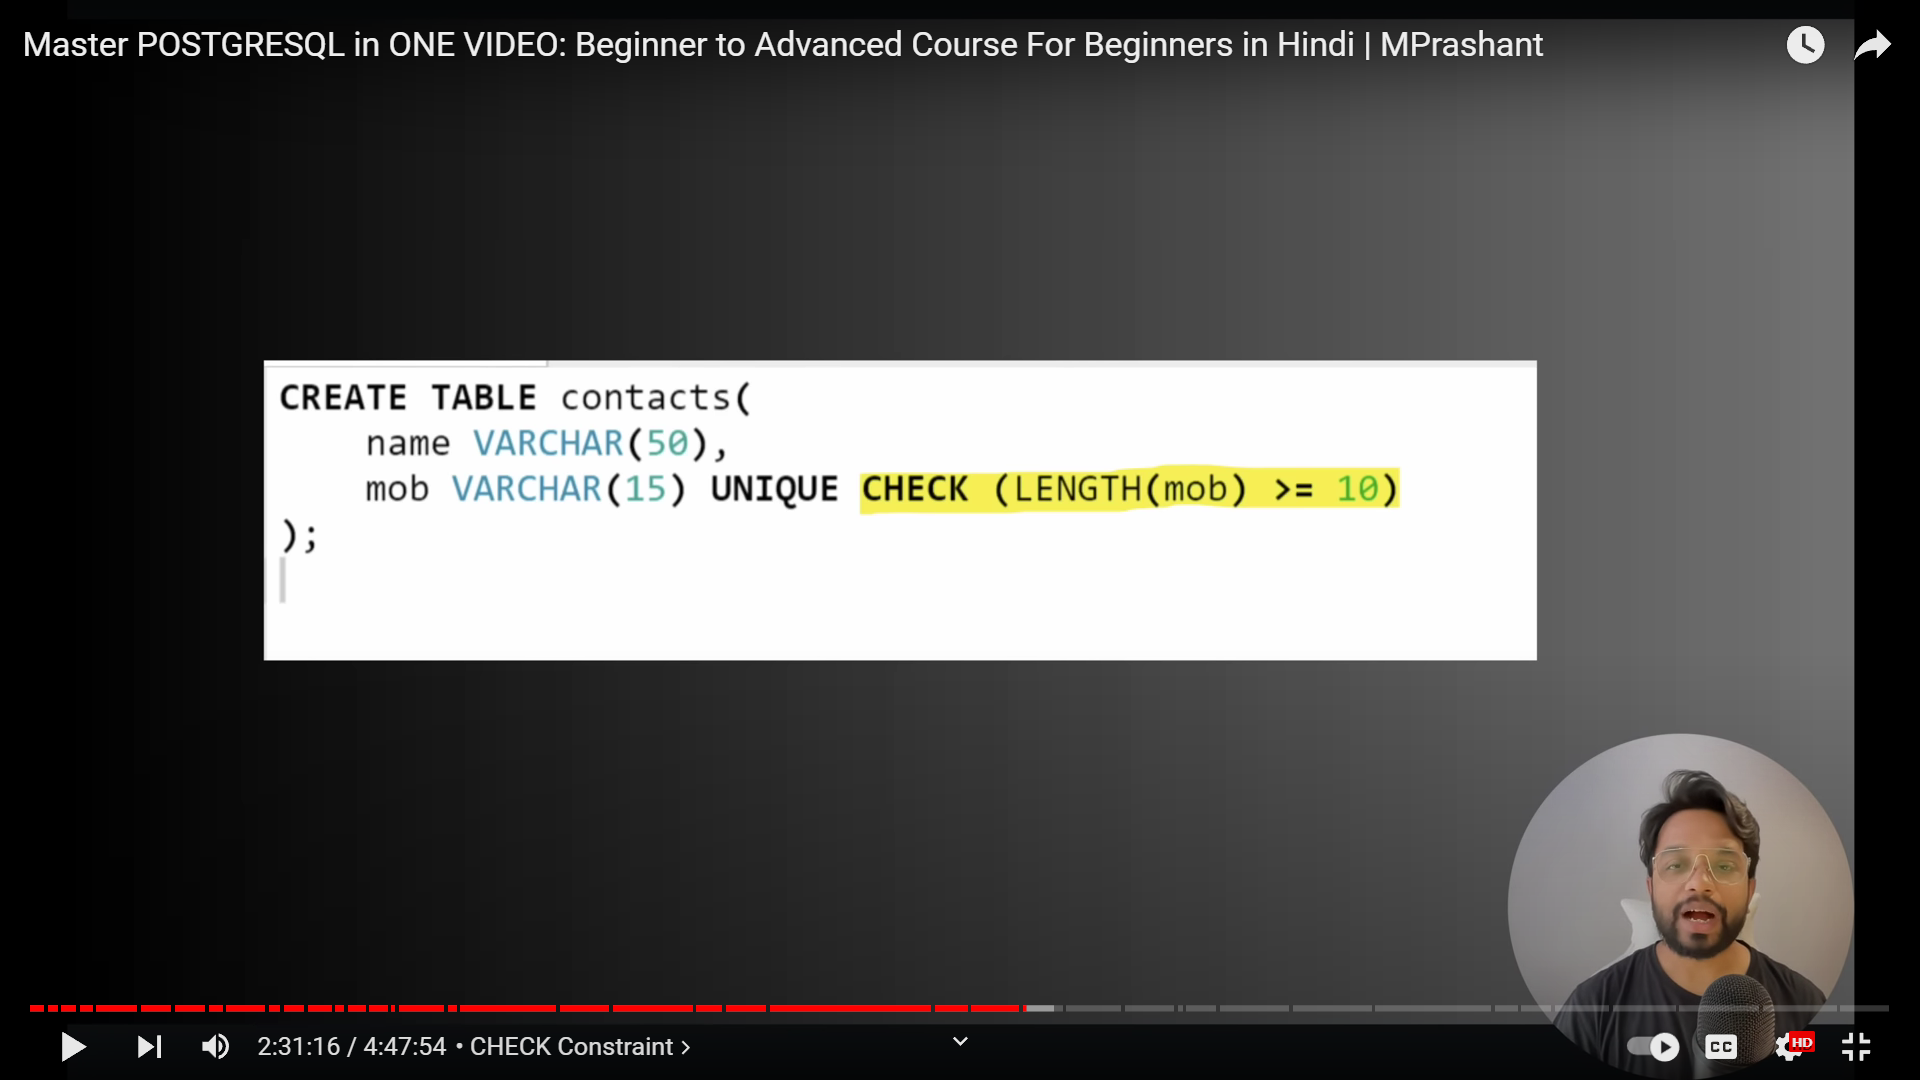 Master POSTGRESQL in ONE VIDEO: Beginner to Advanced Course For Beginners in Hindi | MPrashant
CREATE TABLE contacts(
name VARCHAR(50),
mob VARCHAR(15) UNIQUE CHECK (LENGTH(mob) >= 10)
);
2:31:16 / 4:47:54 • CHECK Constraint >
CC
HD